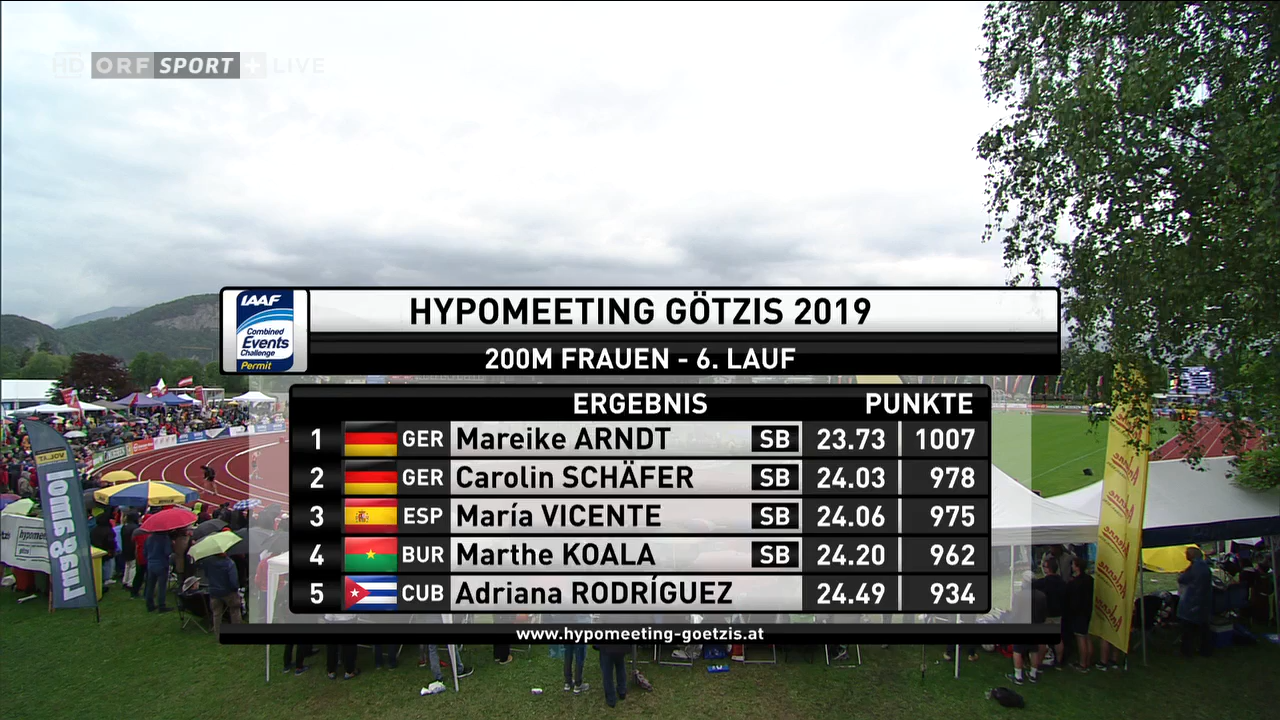 HD ORF SPORT + LIVE
IAAF
Combined
Events
Challenge
Permit
HYPOMEETING GÖTZIS 2019
200M FRAUEN - 6. LAUF
ERGEBNIS PUNKTE
1 GER Mareike ARNDT SB 23.73 1007
2 GER Carolin SCHÄFER SB 24.03 978
3 ESP María VICENTE SB 24.06 975
4 BUR Marthe KOALA SB 24.20 962
5 CUB Adriana RODRÍGUEZ 24.49 934
www.hypomeeting-goetzis.at
VOL.AT